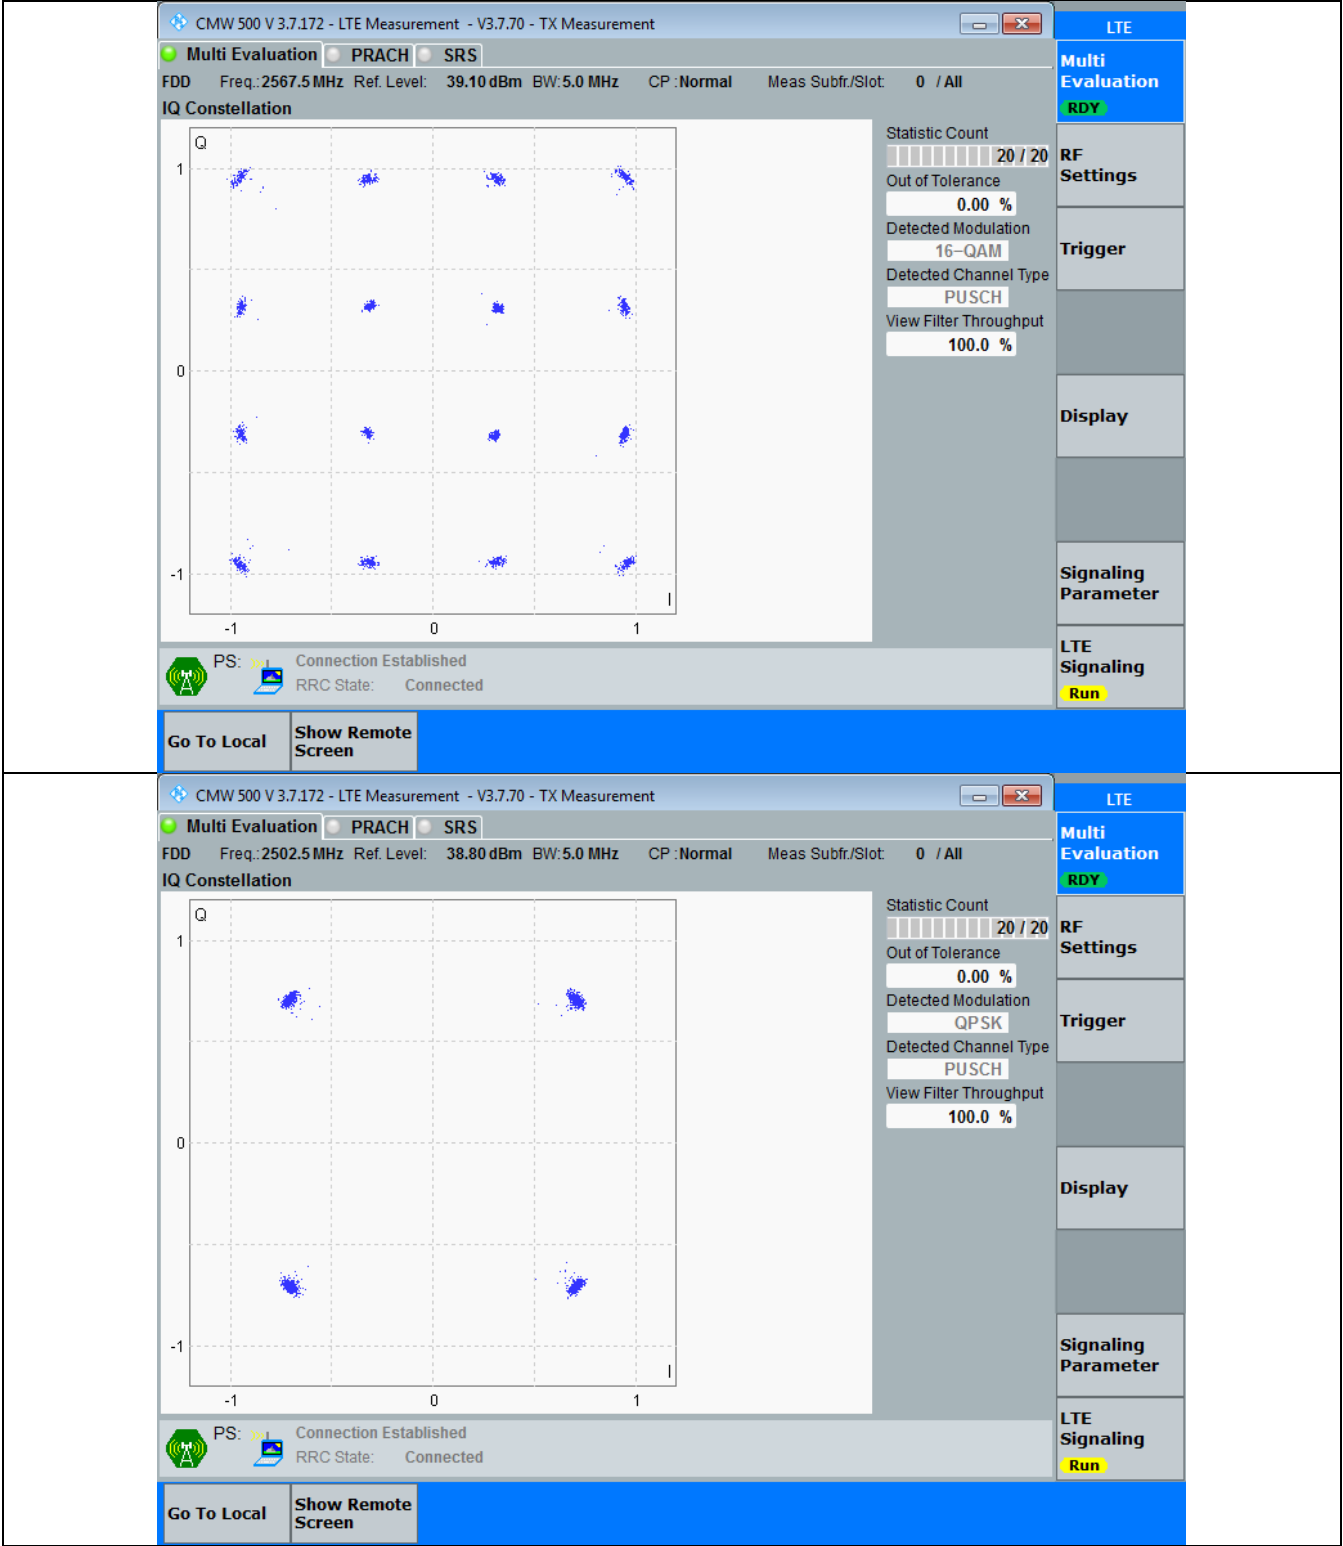 CMW 500 V 3.7.172 - LTE Measurement - V3.7.70 - TX Measurement
LTE
Multi Evaluation PRACH SRS
FDD Freq.: 2567.5 MHz Ref. Level: 39.10 dBm BW: 5.0 MHz CP : Normal Meas Subfr./Slot: 0 / All
IQ Constellation
Q
1
0
-1
I
-1 0 1
Statistic Count
20 / 20
Out of Tolerance
0.00 %
Detected Modulation
16-QAM
Detected Channel Type
PUSCH
View Filter Throughput
100.0 %
Multi
Evaluation
RDY
RF
Settings
Trigger
Display
Signaling
Parameter
LTE
Signaling
Run
PS: Connection Established
RRC State: Connected
Go To Local
Show Remote
Screen
CMW 500 V 3.7.172 - LTE Measurement - V3.7.70 - TX Measurement
LTE
Multi Evaluation PRACH SRS
FDD Freq.: 2502.5 MHz Ref. Level: 38.80 dBm BW: 5.0 MHz CP : Normal Meas Subfr./Slot: 0 / All
IQ Constellation
Q
1
0
-1
I
-1 0 1
Statistic Count
20 / 20
Out of Tolerance
0.00 %
Detected Modulation
QPSK
Detected Channel Type
PUSCH
View Filter Throughput
100.0 %
Multi
Evaluation
RDY
RF
Settings
Trigger
Display
Signaling
Parameter
LTE
Signaling
Run
PS: Connection Established
RRC State: Connected
Go To Local
Show Remote
Screen